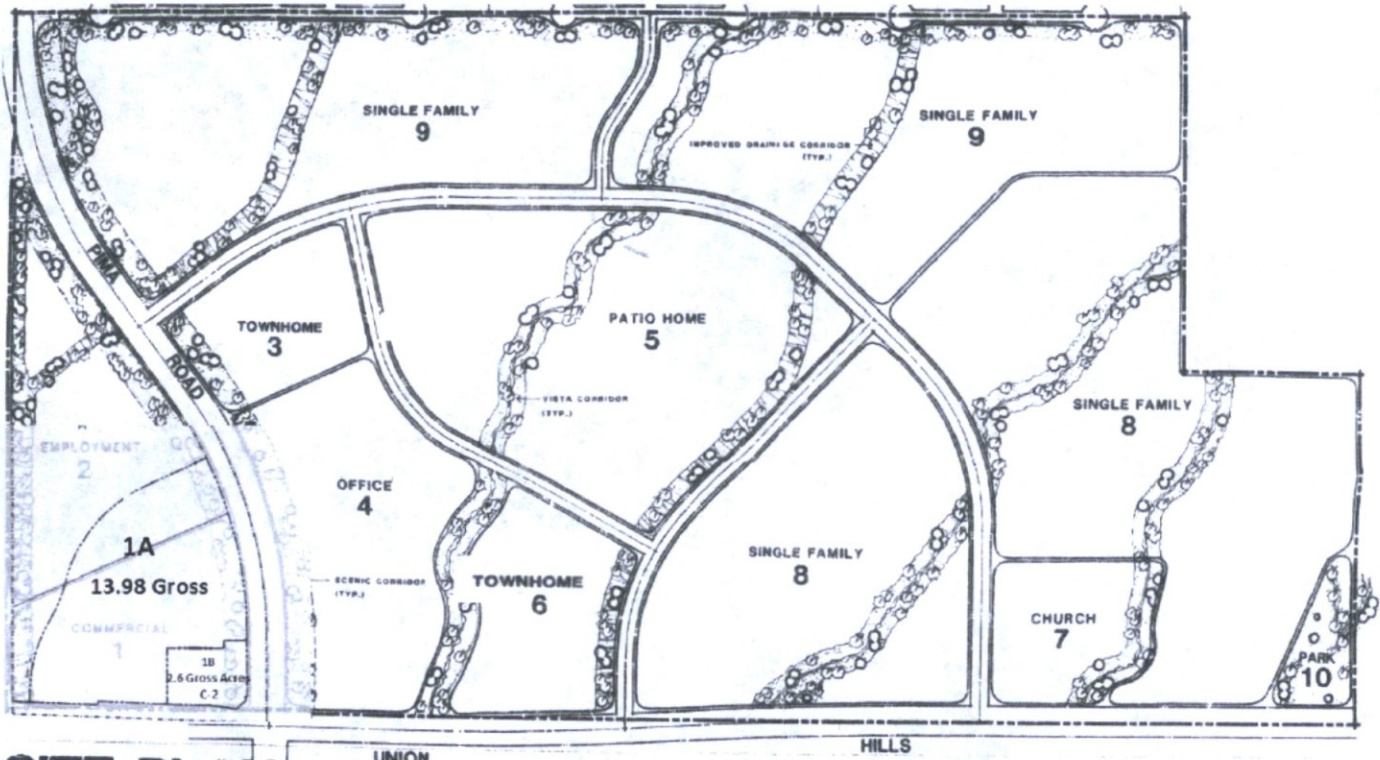 SINGLE FAMILY
9
SINGLE FAMILY
9
IMPROVED DRAINAGE CORRIDOR
(TYP.)
PIMA
ROAD
TOWNHOME
3
PATIO HOME
5
VISTA CORRIDOR
(TYP.)
SINGLE FAMILY
8
EMPLOYMENT
2
OFFICE
4
1A
13.98 Gross
SCENIC CORRIDOR
(TYP.)
TOWNHOME
6
SINGLE FAMILY
8
CHURCH
7
COMMERCIAL
1
1B
2.6 Gross Acres
C-2
PARK
10
UNION
HILLS